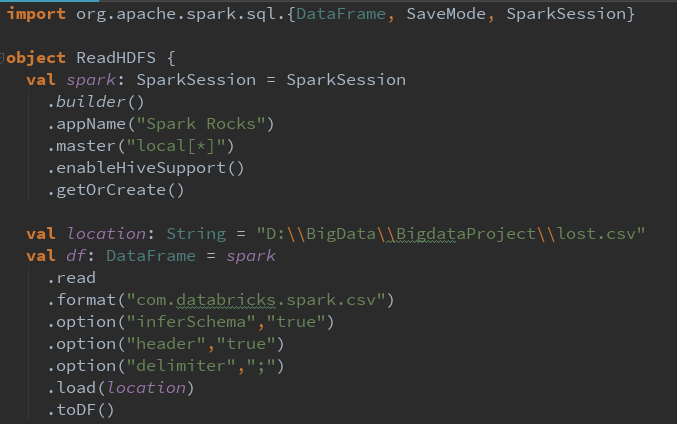 import org.apache.spark.sql.{DataFrame, SaveMode, SparkSession}
object ReadHDFS {
val spark: SparkSession = SparkSession
.builder()
.appName("Spark Rocks")
.master("local[*]")
.enableHiveSupport()
.getOrCreate()
val location: String = "D:\\BigData\\BigdataProject\\lost.csv"
val df: DataFrame = spark
.read
.format("com.databricks.spark.csv")
.option("inferSchema","true")
.option("header","true")
.option("delimiter",";")
.load(location)
.toDF()